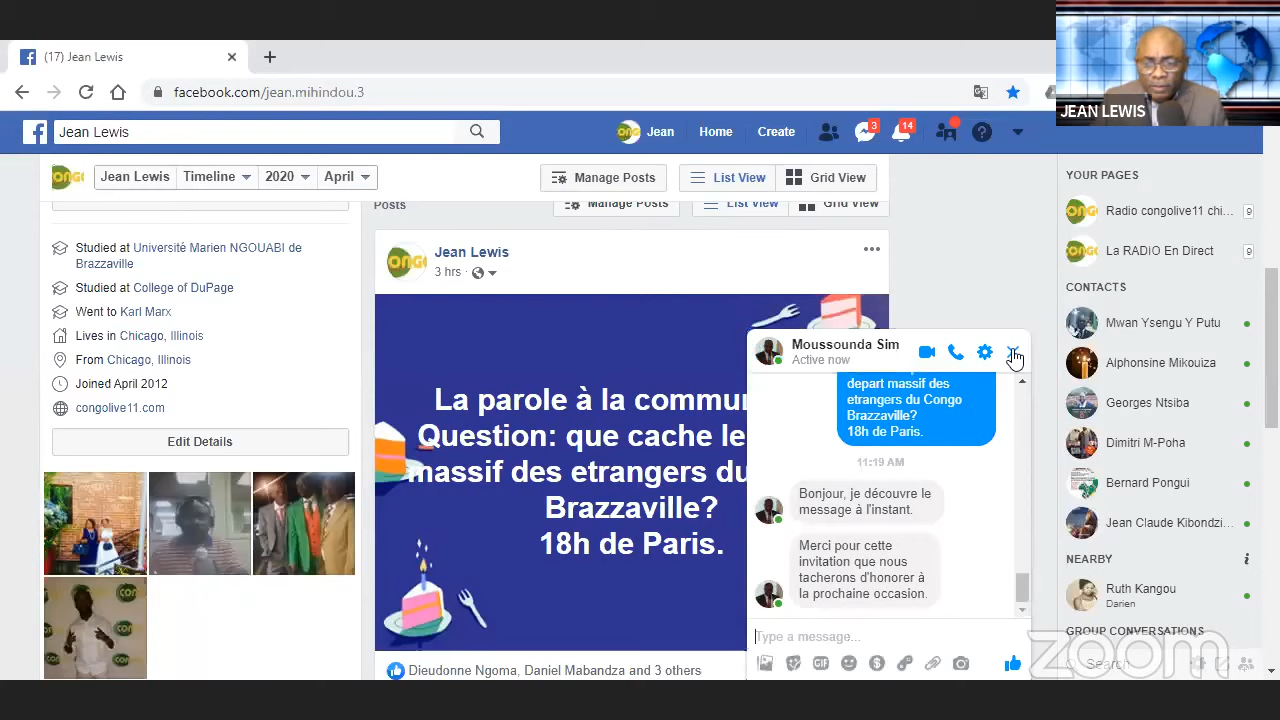 (17) Jean Lewis
facebook.com/jean.mihindou.3
JEAN LEWIS
Jean Lewis
Jean
Home
Create
3
14
Jean Lewis
Timeline
2020
April
Manage Posts
List View
Grid View
Posts
Manage Posts
List View
Grid View
Studied at Université Marien NGOUABI de
Brazzaville
Studied at College of DuPage
Went to Karl Marx
Lives in Chicago, Illinois
From Chicago, Illinois
Joined April 2012
congolive11.com
Edit Details
Jean Lewis
3 hrs ·
La parole à la commun
Question: que cache le
massif des etrangers du
Brazzaville?
18h de Paris.
Dieudonne Ngoma, Daniel Mabandza and 3 others
Moussounda Sim
Active now
depart massif des
etrangers du Congo
Brazzaville?
18h de Paris.
11:19 AM
Bonjour, je découvre le
message à l'instant.
Merci pour cette
invitation que nous
tacherons d'honorer à
la prochaine occasion.
Type a message...
GIF
YOUR PAGES
Radio congolive11 chi...
9
La RADiO En Direct
9
CONTACTS
Mwan Ysengu Y Putu
Alphonsine Mikouiza
Georges Ntsiba
Dimitri M-Poha
Bernard Pongui
Jean Claude Kibondzi...
NEARBY
Ruth Kangou
Darien
GROUP CONVERSATIONS
Search
zoom